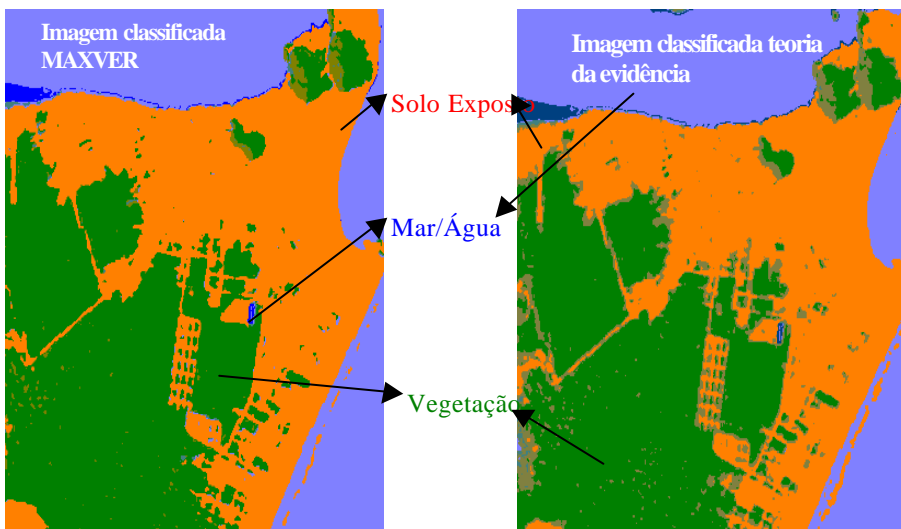 Imagem classificada
MAXVER
Imagem classificada teoria
da evidência
Solo Exposto
Mar/Água
Vegetação